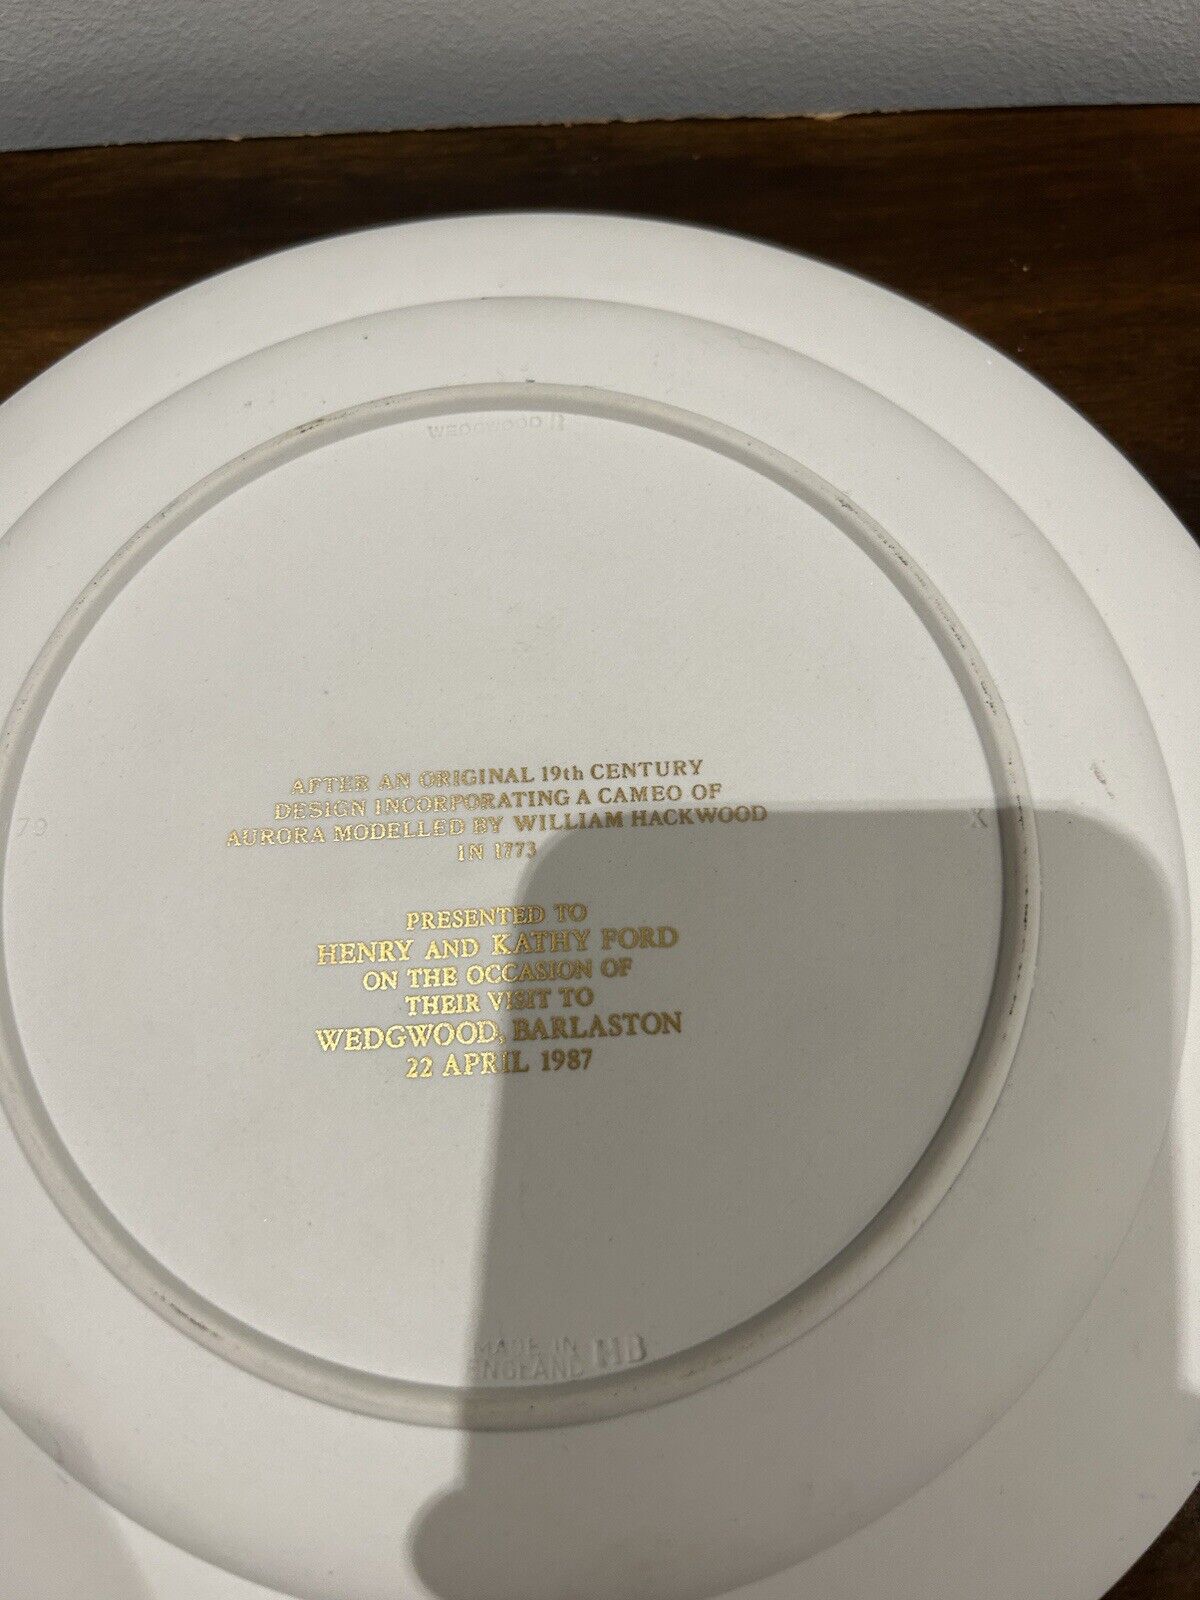 WEDGWOOD
AFTER AN ORIGINAL 19th CENTURY
DESIGN INCORPORATING A CAMEO OF
AURORA MODELLED BY WILLIAM HACKWOOD
IN 1773
79
X
PRESENTED TO
HENRY AND KATHY FORD
ON THE OCCASION OF
THEIR VISIT TO
WEDGWOOD, BARLASTON
22 APRIL 1987
MADE IN
ENGLAND